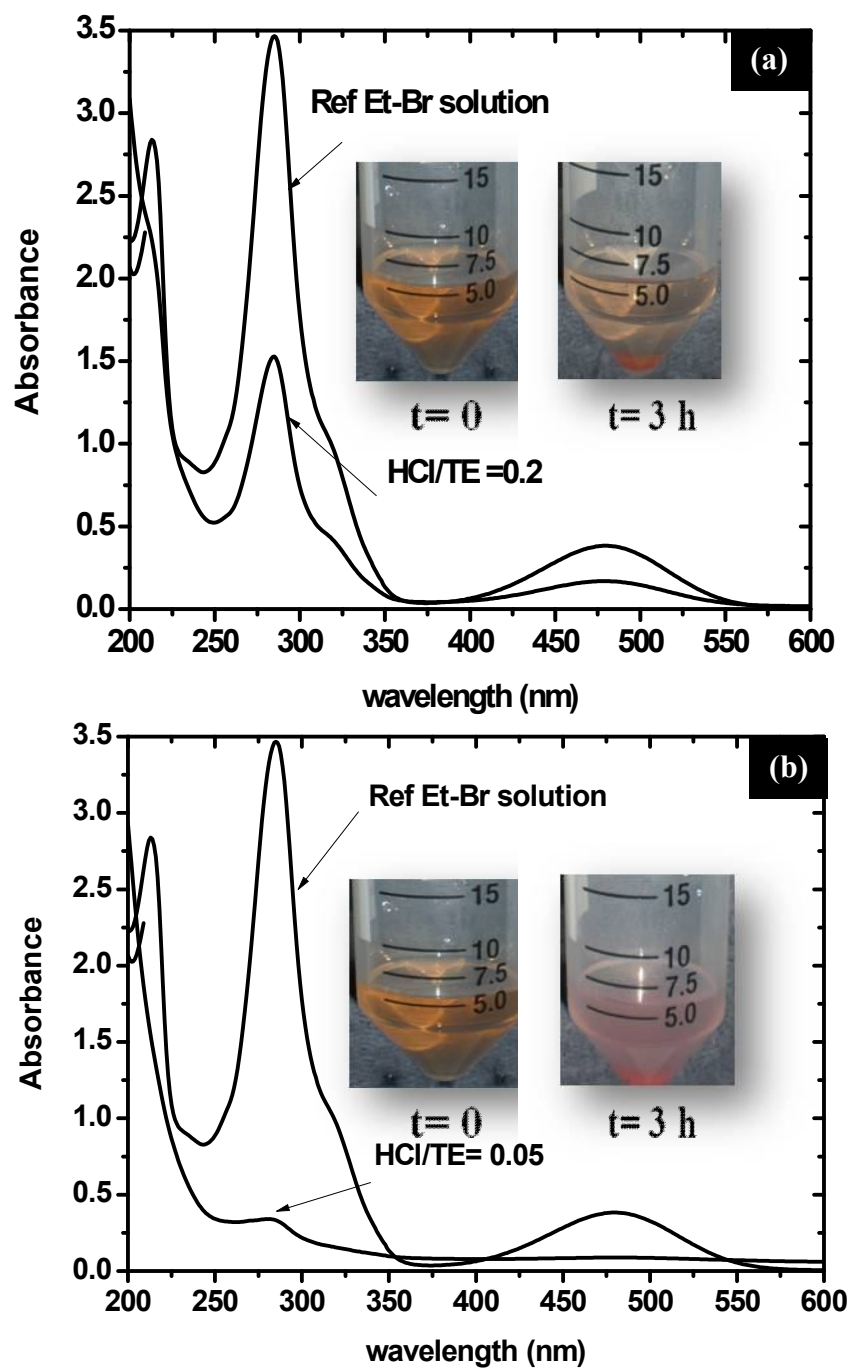 (a)
3.5
3.0
2.5
2.0
1.5
1.0
0.5
0.0
Absorbance
Ref Et-Br solution
15
10
7.5
5.0
15
10
7.5
5.0
t= 0
t= 3 h
HCl/TE =0.2
200 250 300 350 400 450 500 550 600
wavelength (nm)
(b)
3.5
3.0
2.5
2.0
1.5
1.0
0.5
0.0
Absorbance
Ref Et-Br solution
15
10
7.5
5.0
15
10
7.5
5.0
t= 0
t= 3 h
HCl/TE= 0.05
200 250 300 350 400 450 500 550 600
wavelength (nm)